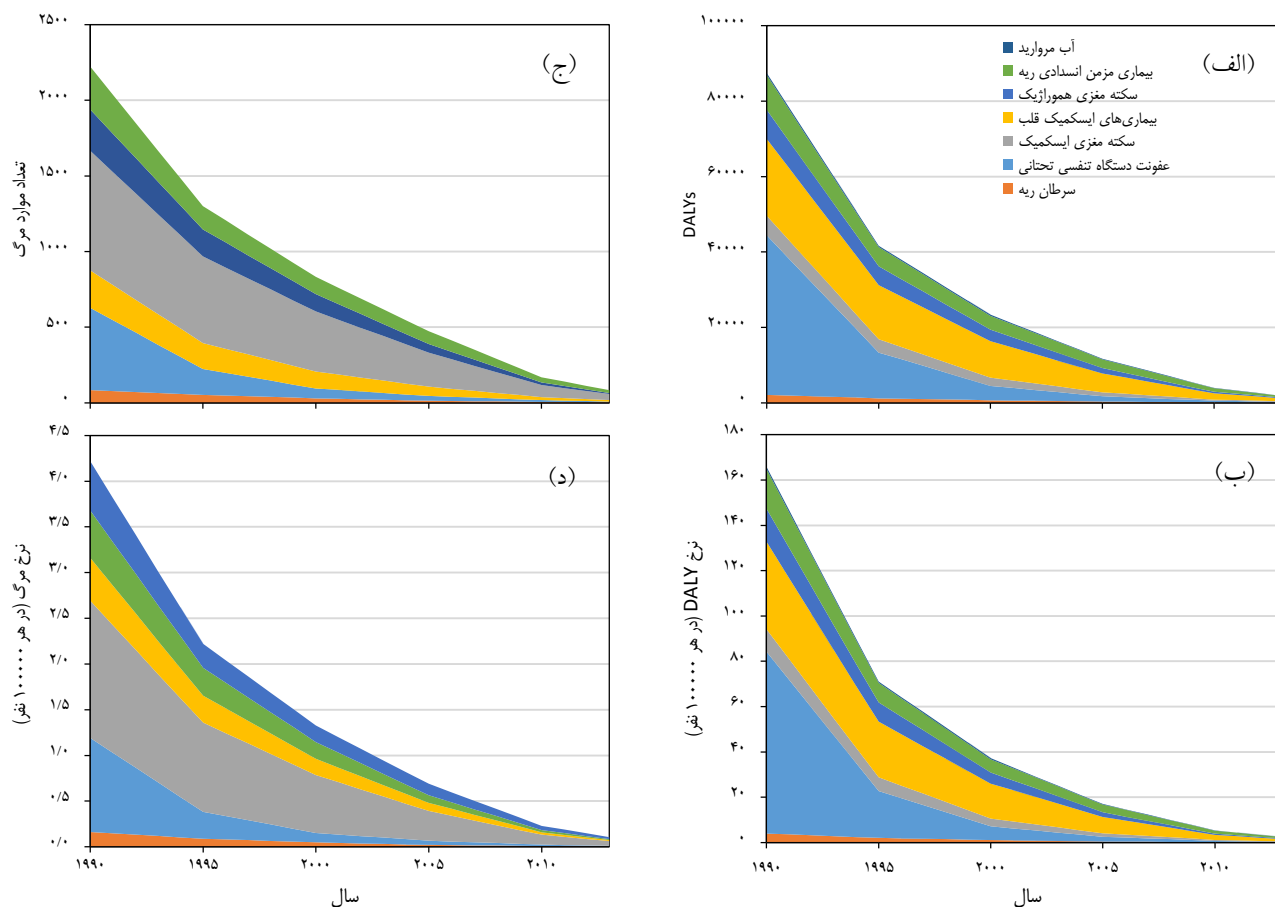 (الف)
آب مروارید
بیماری مزمن انسدادی ریه
سکته مغزی هموراژیک
بیماری‌های ایسکمیک قلب
سکته مغزی ایسکمیک
عفونت دستگاه تنفسی تحتانی
سرطان ریه
DALYs
۱۰۰۰۰۰
۸۰۰۰۰
۶۰۰۰۰
۴۰۰۰۰
۲۰۰۰۰
۰
(ج)
تعداد موارد مرگ
۲۵۰۰
۲۰۰۰
۱۵۰۰
۱۰۰۰
۵۰۰
۰
(ب)
نرخ DALY (در هر ۱۰۰۰۰۰ نفر)
۱۸۰
۱۶۰
۱۴۰
۱۲۰
۱۰۰
۸۰
۶۰
۴۰
۲۰
۰
۱۹۹۰ ۱۹۹۵ ۲۰۰۰ ۲۰۰۵ ۲۰۱۰
سال
(د)
نرخ مرگ (در هر ۱۰۰۰۰۰ نفر)
۴/۵
۴/۰
۳/۵
۳/۰
۲/۵
۲/۰
۱/۵
۱/۰
۰/۵
۰/۰
۱۹۹۰ ۱۹۹۵ ۲۰۰۰ ۲۰۰۵ ۲۰۱۰
سال